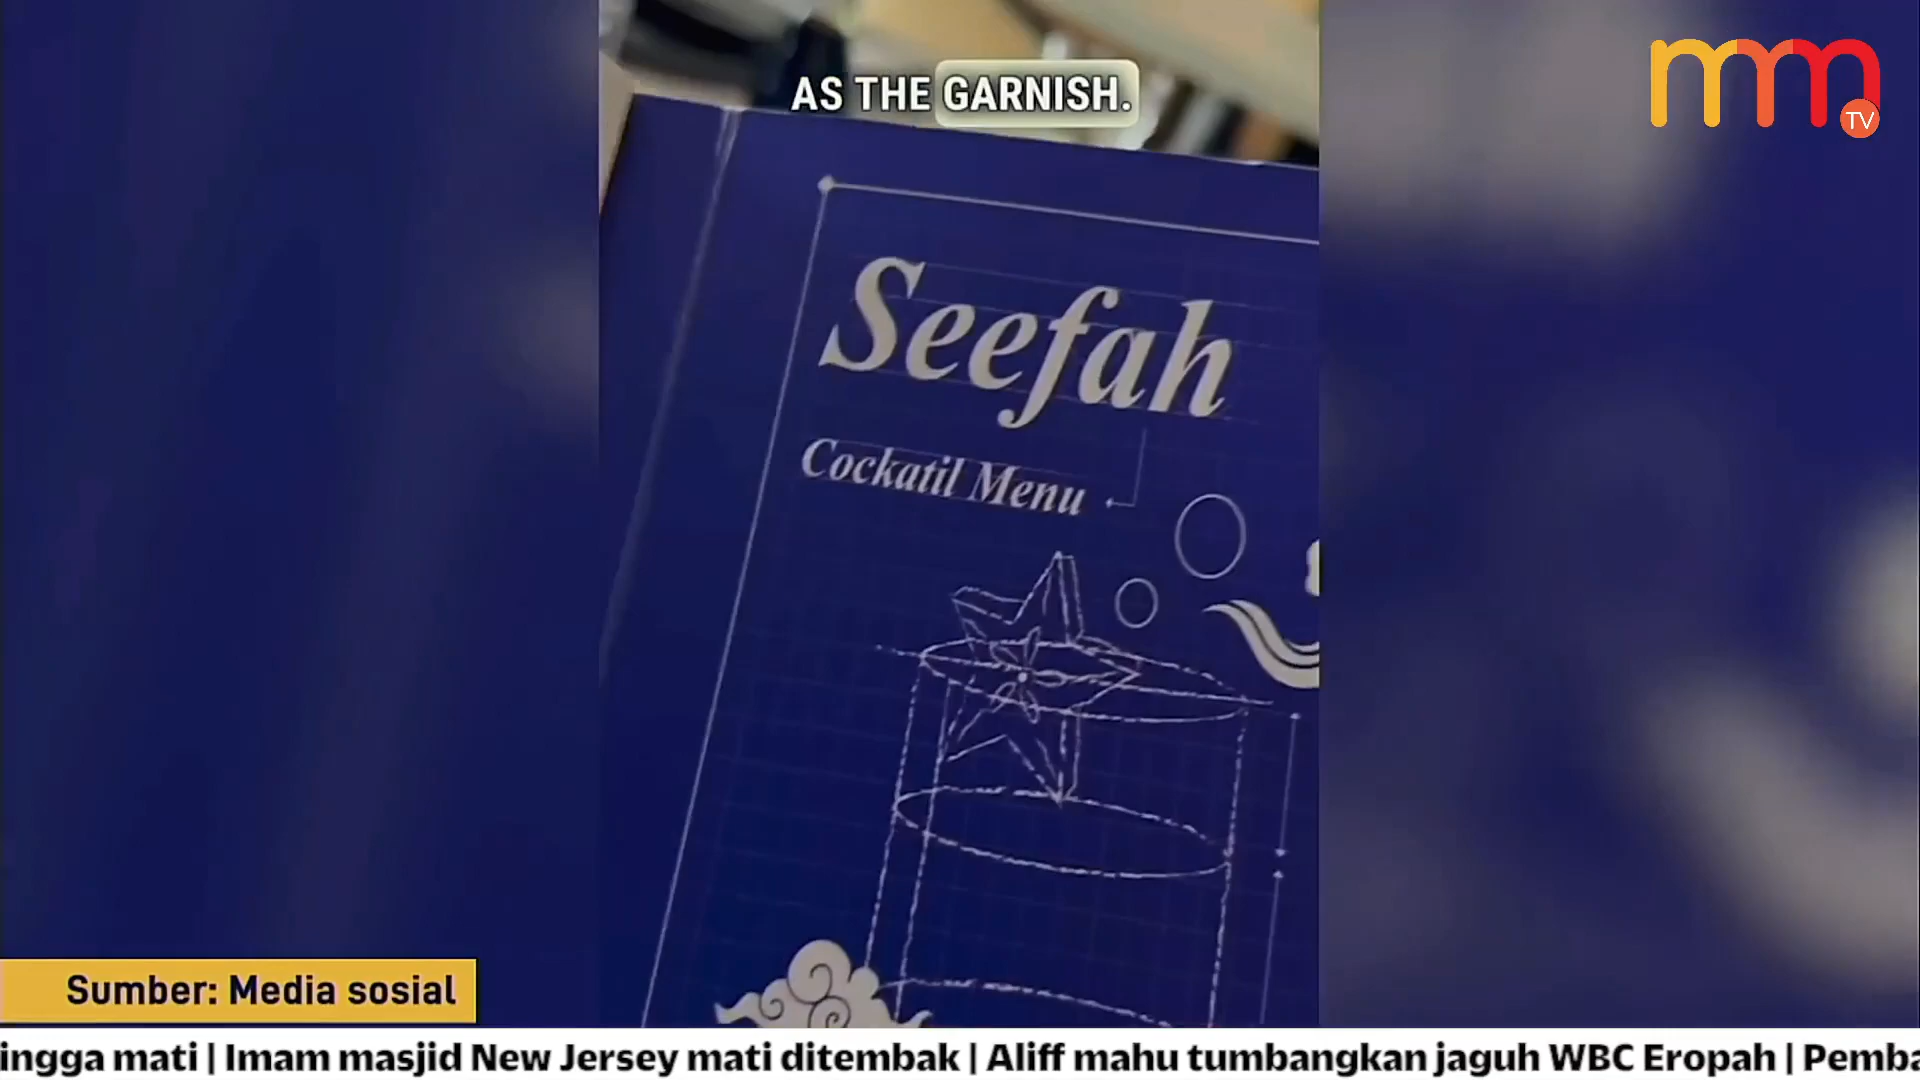 AS THE GARNISH.
mm
TV
Seefah
Cockatil Menu
Sumber: Media sosial
ingga mati | Imam masjid New Jersey mati ditembak | Aliff mahu tumbangkan jaguh WBC Eropah | Pemba